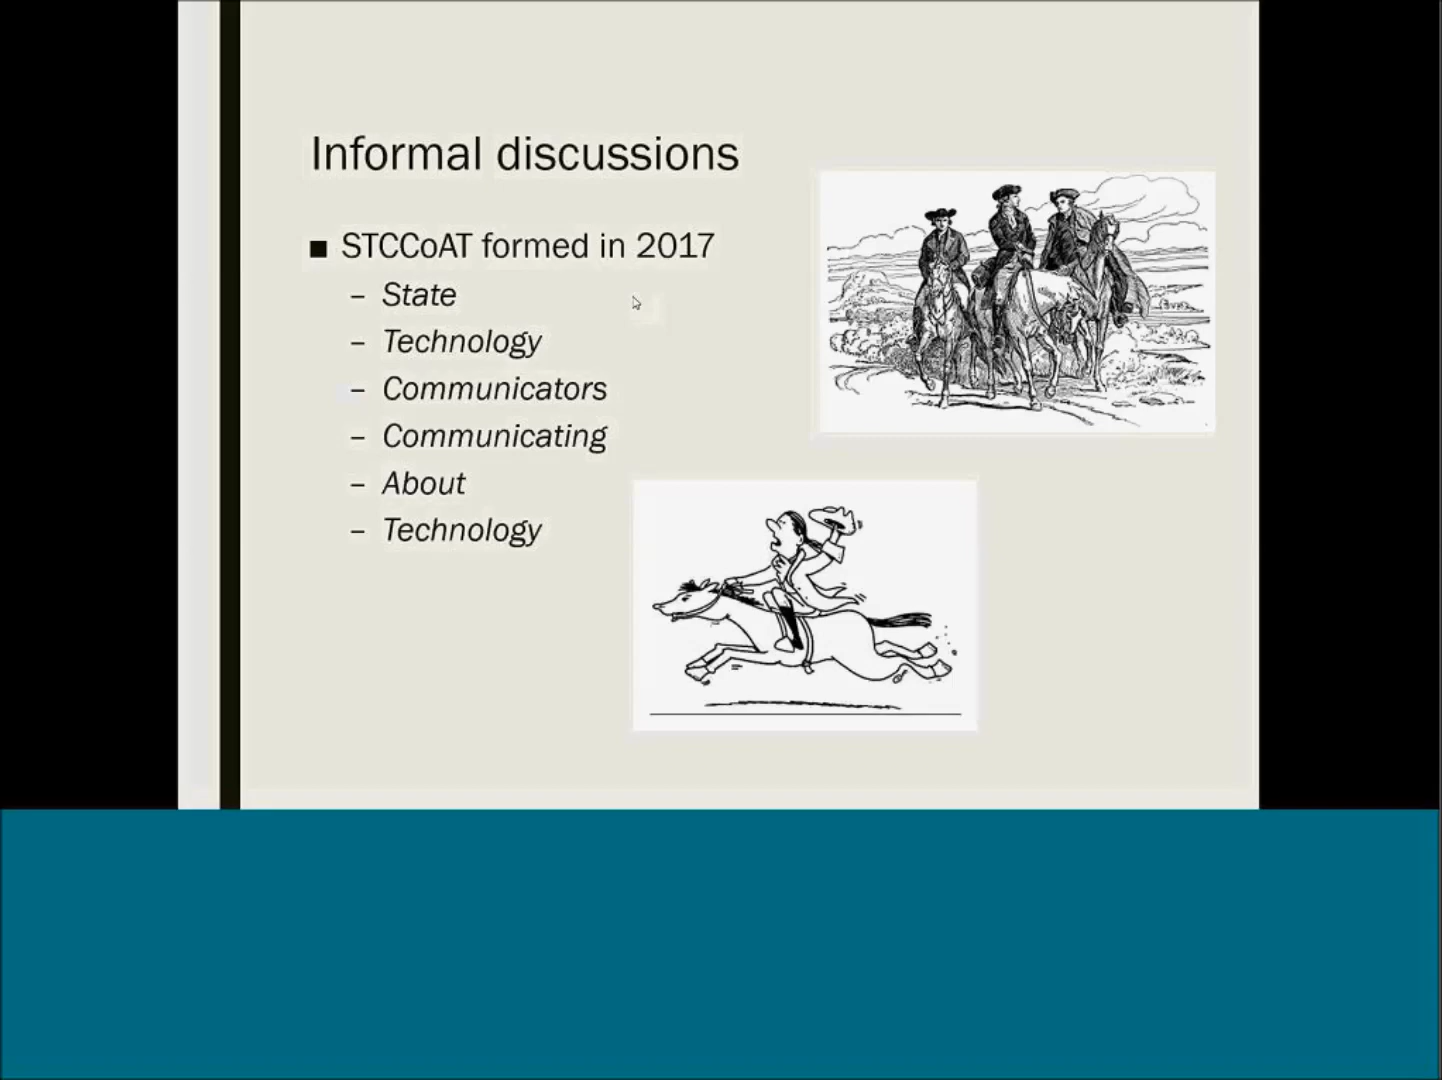 Informal discussions
■ STCCoAT formed in 2017
– State
– Technology
– Communicators
– Communicating
– About
– Technology